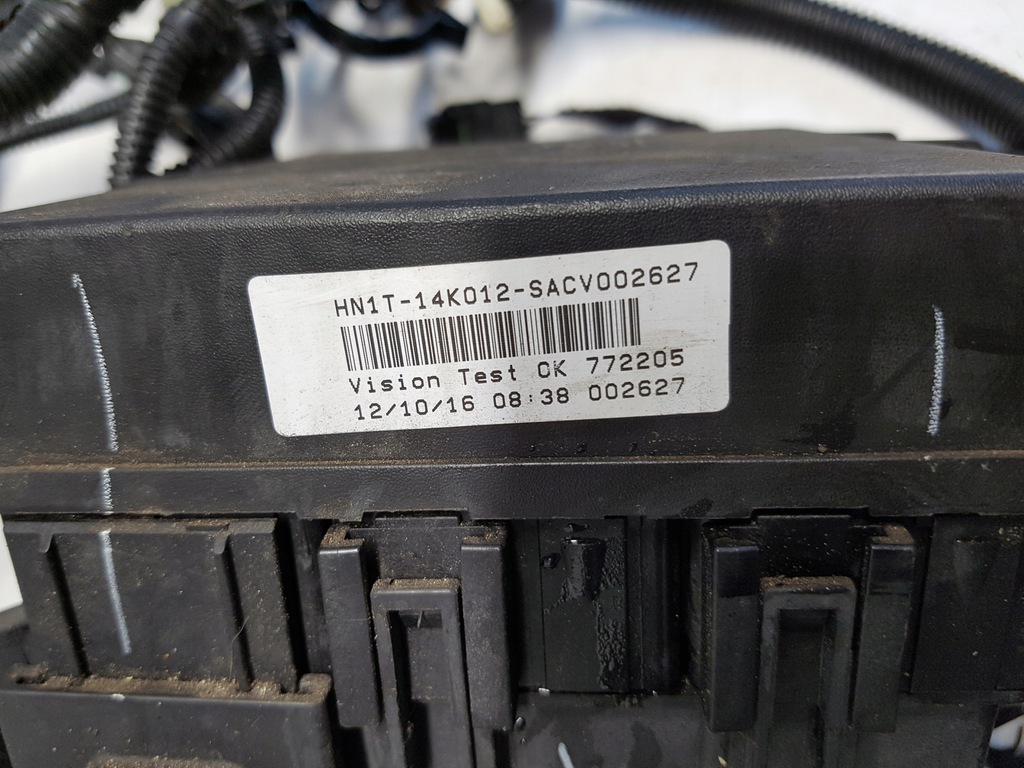 HN1T-14K012-SACV002627
Vision Test OK 772205
12/10/16 08:38 002627